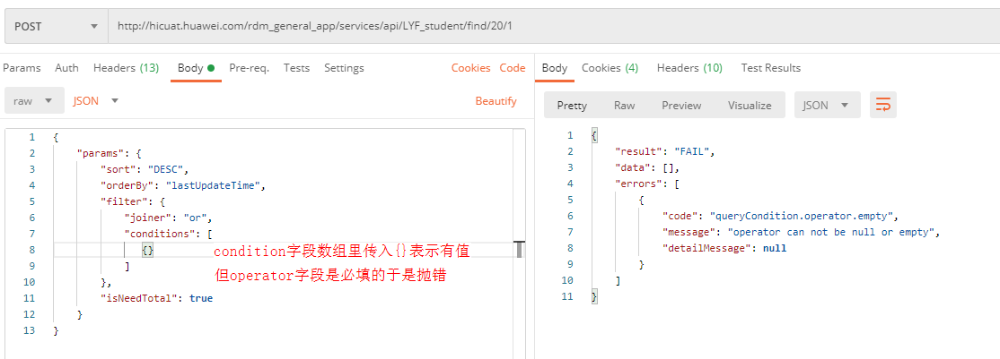 POST http://hicuat.huawei.com/rdm_general_app/services/api/LYF_student/find/20/1
Params Auth Headers (13) Body Pre-req. Tests Settings Cookies Code
raw JSON Beautify
1 {
2 "params": {
3 "sort": "DESC",
4 "orderBy": "lastUpdateTime",
5 "filter": {
6 "joiner": "or",
7 "conditions": [
8 {}
9 ]
10 },
11 "isNeedTotal": true
12 }
13 }
condition字段数组里传入{}表示有值
但operator字段是必填的于是抛错
Body Cookies (4) Headers (10) Test Results
Pretty Raw Preview Visualize JSON
1 {
2 "result": "FAIL",
3 "data": [],
4 "errors": [
5 {
6 "code": "queryCondition.operator.empty",
7 "message": "operator can not be null or empty",
8 "detailMessage": null
9 }
10 ]
11 }